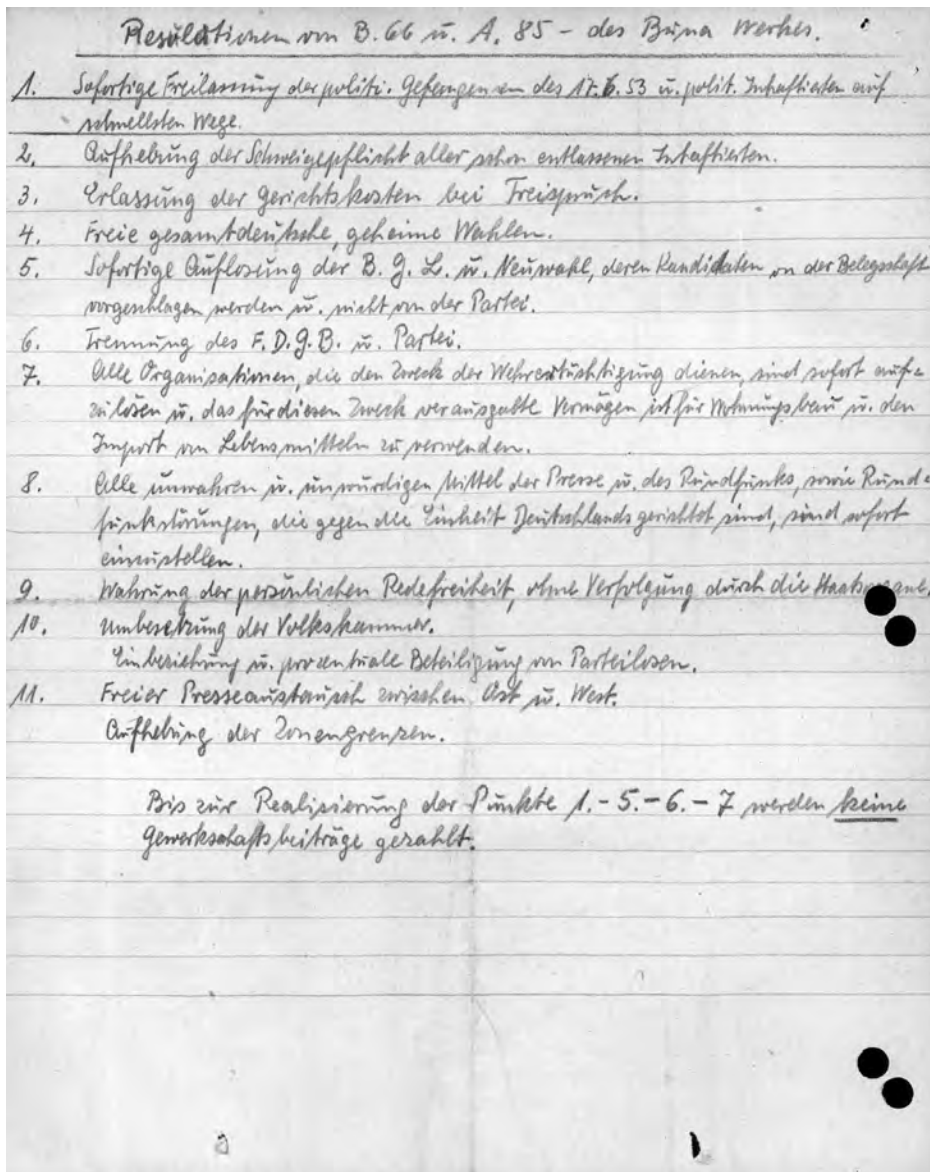 Resolutionen von B. 66 u. A. 85 - des Buna Werkes.
1. Sofortige Freilassung der politi. Gefangenen des 17.6.53 u. polit. Inhaftierten auf
schnellsten Wege.
2. Aufhebung der Schweigepflicht aller schon entlassenen Inhaftierten.
3. Erlassung der Gerichtskosten bei Freispruch.
4. Freie gesamtdeutsche, geheime Wahlen.
5. Sofortige Auflosung der B. G. L. u. Neuwahl, deren Kandidaten von der Belegschaft
vorgeschlagen werden u. nicht von der Partei.
6. Trennung des F. D. G. B. u. Partei.
7. Alle Organisationen, die den Zweck der Wehrertüchtigung dienen, sind sofort auf=
zulösen u. das für diesen Zweck verausgabte Vermögen ist für Wohnungsbau u. den
Import von Lebensmitteln zu verwenden.
8. Alle unwahren u. unwürdigen Mittel der Presse u. des Rundfunks, sowie Rund=
funkstörungen, die gegen die Einheit Deutschlands gerichtet sind, sind sofort
einzustellen.
9. Wahrung der persönlichen Redefreiheit, ohne Verfolgung durch die
10. Umbesetzung der Volkskammer.
Einbeziehung u. prozentuale Beteiligung von Parteilosen.
11. Freier Presseaustausch zwischen Ost u. West.
Aufhebung der Zonengrenzen.
Bis zur Realisierung der Punkte 1.-5.-6.-7 werden keine
Gewerkschaftsbeiträge gezahlt.